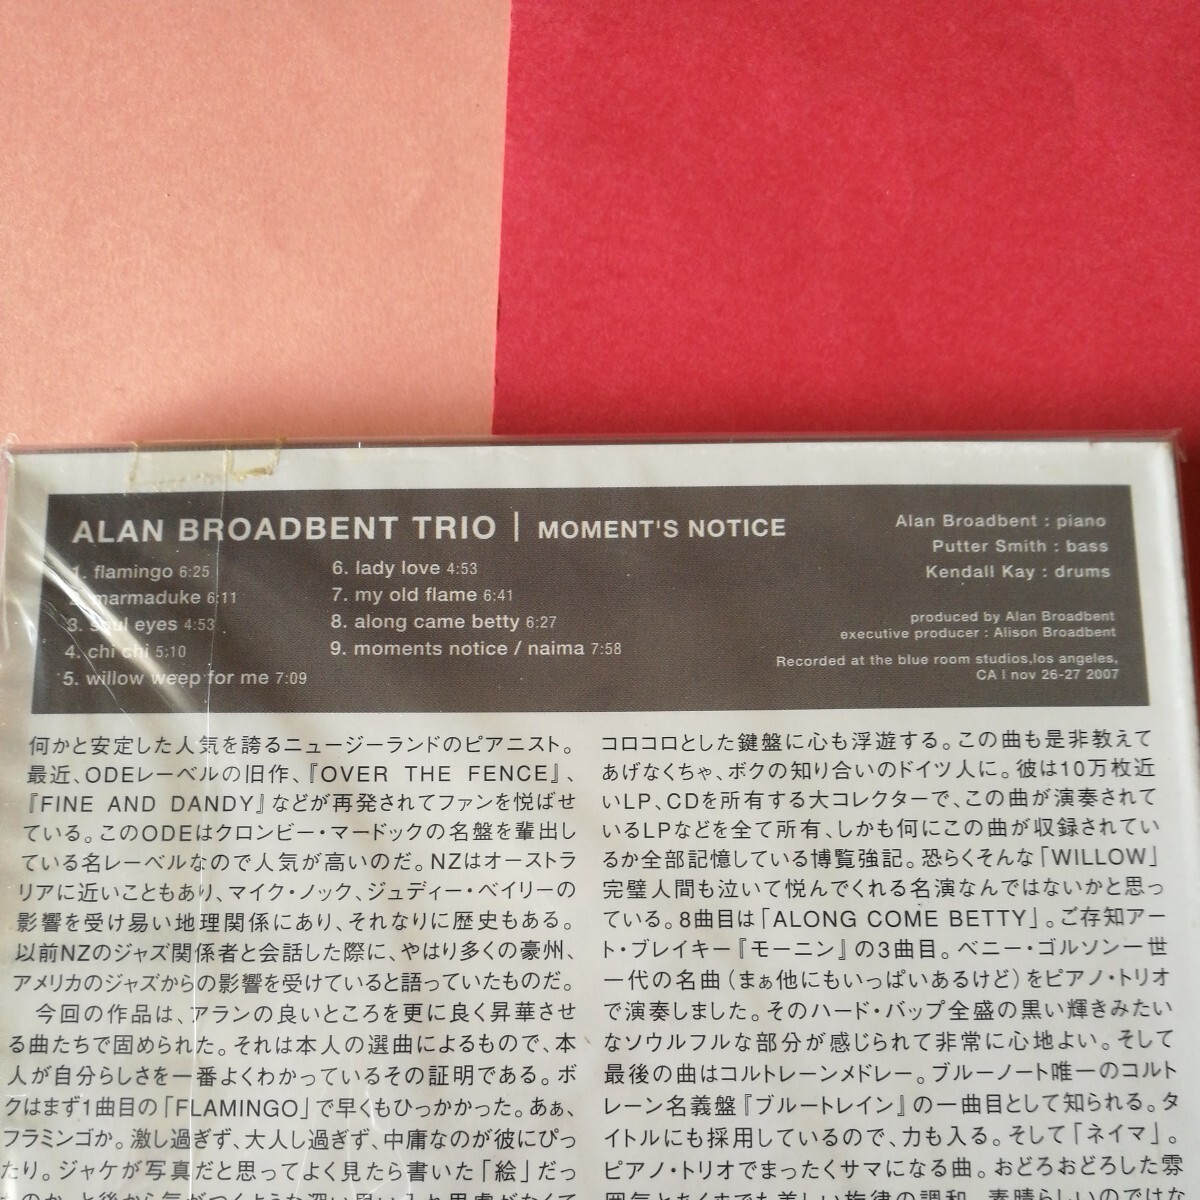 ALAN BROADBENT TRIO | MOMENT'S NOTICE
1. flamingo 6:25
2. marmaduke 6:11
3. soul eyes 4:53
4. chi chi 5:10
5. willow weep for me 7:09
6. lady love 4:53
7. my old flame 6:41
8. along came betty 6:27
9. moments notice / naima 7:58
Alan Broadbent : piano
Putter Smith : bass
Kendall Kay : drums
produced by Alan Broadbent
executive producer : Alison Broadbent
Recorded at the blue room studios,los angeles,
CA | nov 26-27 2007
何かと安定した人気を誇るニュージーランドのピアニスト。
最近、ODEレーベルの旧作、『OVER THE FENCE』、
『FINE AND DANDY』などが再発されてファンを悦ばせ
ている。このODEはクロンビー・マードックの名盤を輩出し
ている名レーベルなので人気が高いのだ。NZはオーストラ
リアに近いこともあり、マイク・ノック、ジュディー・ベイリーの
影響を受け易い地理関係にあり、それなりに歴史もある。
以前NZのジャズ関係者と会話した際に、やはり多くの豪州、
アメリカのジャズからの影響を受けていると語っていたものだ。
今回の作品は、アランの良いところを更に良く昇華させ
る曲たちで固められた。それは本人の選曲によるもので、本
人が自分らしさを一番よくわかっているその証明である。ボ
クはまず1曲目の「FLAMINGO」で早くもひっかかった。あぁ、
フラミンゴか。激し過ぎず、大人し過ぎず、中庸なのが彼にぴっ
たり。ジャケが写真だと思ってよく見たら書いた「絵」だっ
コロコロとした鍵盤に心も浮遊する。この曲も是非教えて
あげなくちゃ、ボクの知り合いのドイツ人に。彼は10万枚近
いLP、CDを所有する大コレクターで、この曲が演奏されて
いるLPなどを全て所有、しかも何にこの曲が収録されてい
るか全部記憶している博覧強記。恐らくそんな「WILLOW」
完璧人間も泣いて悦んでくれる名演なんではないかと思っ
ている。8曲目は「ALONG COME BETTY」。ご存知アー
ト・ブレイキー『モーニン』の3曲目。ベニー・ゴルソン一世
一代の名曲（まぁ他にもいっぱいあるけど）をピアノ・トリオ
で演奏しました。そのハード・バップ全盛の黒い輝きみたい
なソウルフルな部分が感じられて非常に心地よい。そして
最後の曲はコルトレーンメドレー。ブルーノート唯一のコルト
レーン名義盤『ブルートレイン』の一曲目として知られる。タ
イトルにも採用しているので、力も入る。そして「ネイマ」。
ピアノ・トリオでまったくサマになる曲。おどろおどろした雰